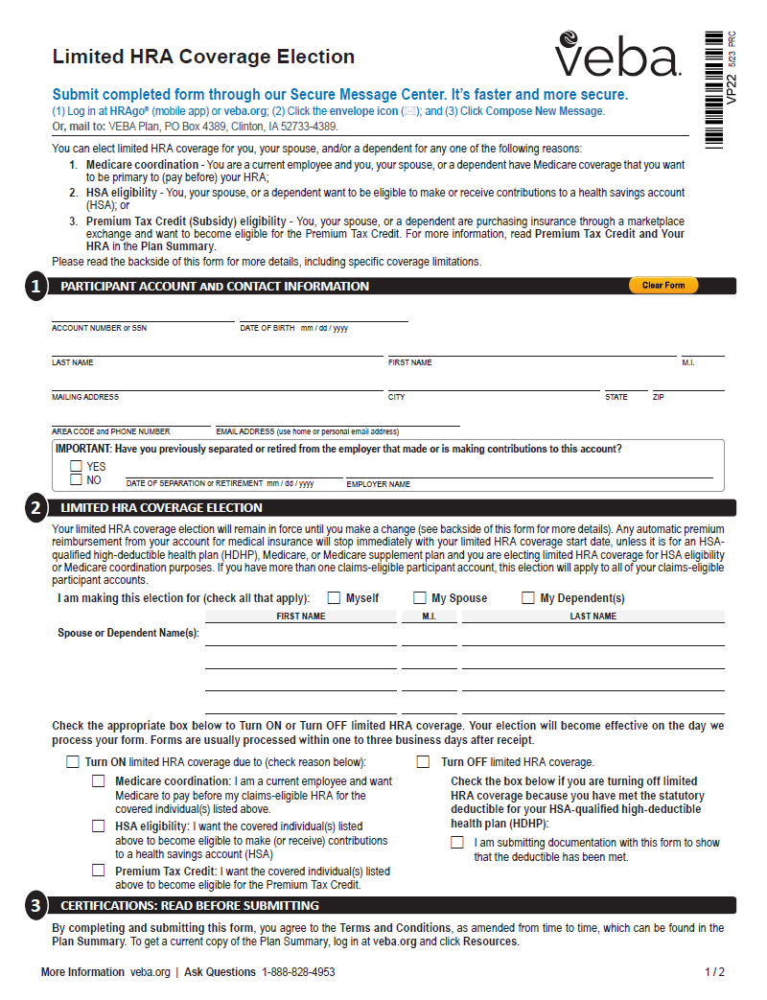 Limited HRA Coverage Election
veba.
VP22 5/23 PRC
Submit completed form through our Secure Message Center. It's faster and more secure.
(1) Log in at HRAgo® (mobile app) or veba.org; (2) Click the envelope icon (✉); and (3) Click Compose New Message.
Or, mail to: VEBA Plan, PO Box 4389, Clinton, IA 52733-4389.
You can elect limited HRA coverage for you, your spouse, and/or a dependent for any one of the following reasons:
1. Medicare coordination - You are a current employee and you, your spouse, or a dependent have Medicare coverage that you want
to be primary to (pay before) your HRA;
2. HSA eligibility - You, your spouse, or a dependent want to be eligible to make or receive contributions to a health savings account
(HSA); or
3. Premium Tax Credit (Subsidy) eligibility - You, your spouse, or a dependent are purchasing insurance through a marketplace
exchange and want to become eligible for the Premium Tax Credit. For more information, read Premium Tax Credit and Your
HRA in the Plan Summary.
Please read the backside of this form for more details, including specific coverage limitations.
1 PARTICIPANT ACCOUNT AND CONTACT INFORMATION Clear Form
ACCOUNT NUMBER or SSN DATE OF BIRTH mm / dd / yyyy
LAST NAME FIRST NAME M.I.
MAILING ADDRESS CITY STATE ZIP
AREA CODE and PHONE NUMBER EMAIL ADDRESS (use home or personal email address)
IMPORTANT: Have you previously separated or retired from the employer that made or is making contributions to this account?
YES
NO DATE OF SEPARATION or RETIREMENT mm / dd / yyyy EMPLOYER NAME
2 LIMITED HRA COVERAGE ELECTION
Your limited HRA coverage election will remain in force until you make a change (see backside of this form for more details). Any automatic premium
reimbursement from your account for medical insurance will stop immediately with your limited HRA coverage start date, unless it is for an HSA-
qualified high-deductible health plan (HDHP), Medicare, or Medicare supplement plan and you are electing limited HRA coverage for HSA eligibility
or Medicare coordination purposes. If you have more than one claims-eligible participant account, this election will apply to all of your claims-eligible
participant accounts.
I am making this election for (check all that apply): Myself My Spouse My Dependent(s)
FIRST NAME M.I. LAST NAME
Spouse or Dependent Name(s):
Check the appropriate box below to Turn ON or Turn OFF limited HRA coverage. Your election will become effective on the day we
process your form. Forms are usually processed within one to three business days after receipt.
Turn ON limited HRA coverage due to (check reason below):
Medicare coordination: I am a current employee and want
Medicare to pay before my claims-eligible HRA for the
covered individual(s) listed above.
HSA eligibility: I want the covered individual(s) listed
above to become eligible to make (or receive) contributions
to a health savings account (HSA)
Premium Tax Credit: I want the covered individual(s) listed
above to become eligible for the Premium Tax Credit.
Turn OFF limited HRA coverage.
Check the box below if you are turning off limited
HRA coverage because you have met the statutory
deductible for your HSA-qualified high-deductible
health plan (HDHP):
I am submitting documentation with this form to show
that the deductible has been met.
3 CERTIFICATIONS: READ BEFORE SUBMITTING
By completing and submitting this form, you agree to the Terms and Conditions, as amended from time to time, which can be found in the
Plan Summary. To get a current copy of the Plan Summary, log in at veba.org and click Resources.
More Information veba.org | Ask Questions 1-888-828-4953 1 / 2